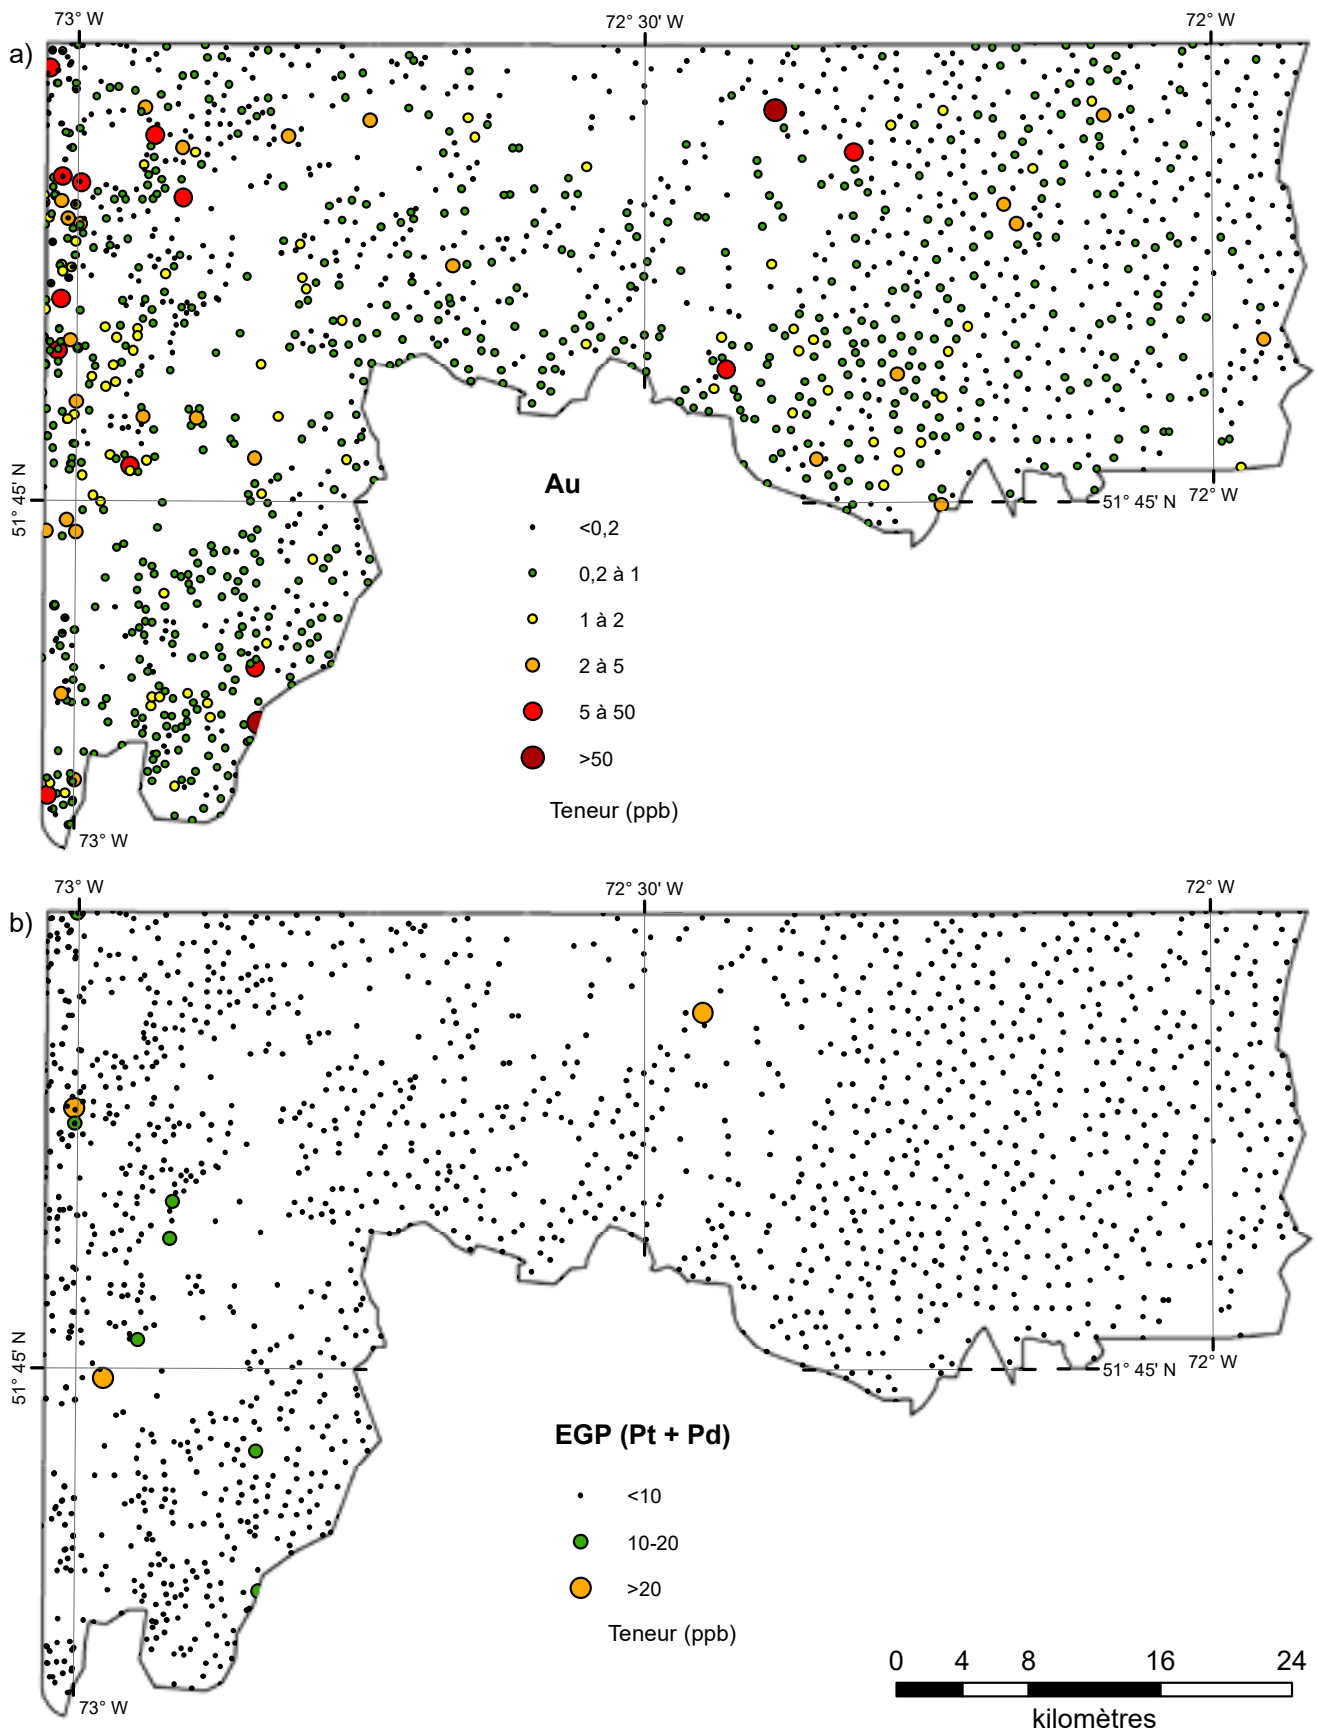 73° W
72° 30' W
72° W
a)
51° 45' N
Au
<0,2
0,2 à 1
1 à 2
2 à 5
5 à 50
>50
Teneur (ppb)
72° W
51° 45' N
73° W
73° W
72° 30' W
72° W
b)
51° 45' N
72° W
51° 45' N
EGP (Pt + Pd)
<10
10-20
>20
Teneur (ppb)
73° W
0 4 8 16 24
kilomètres